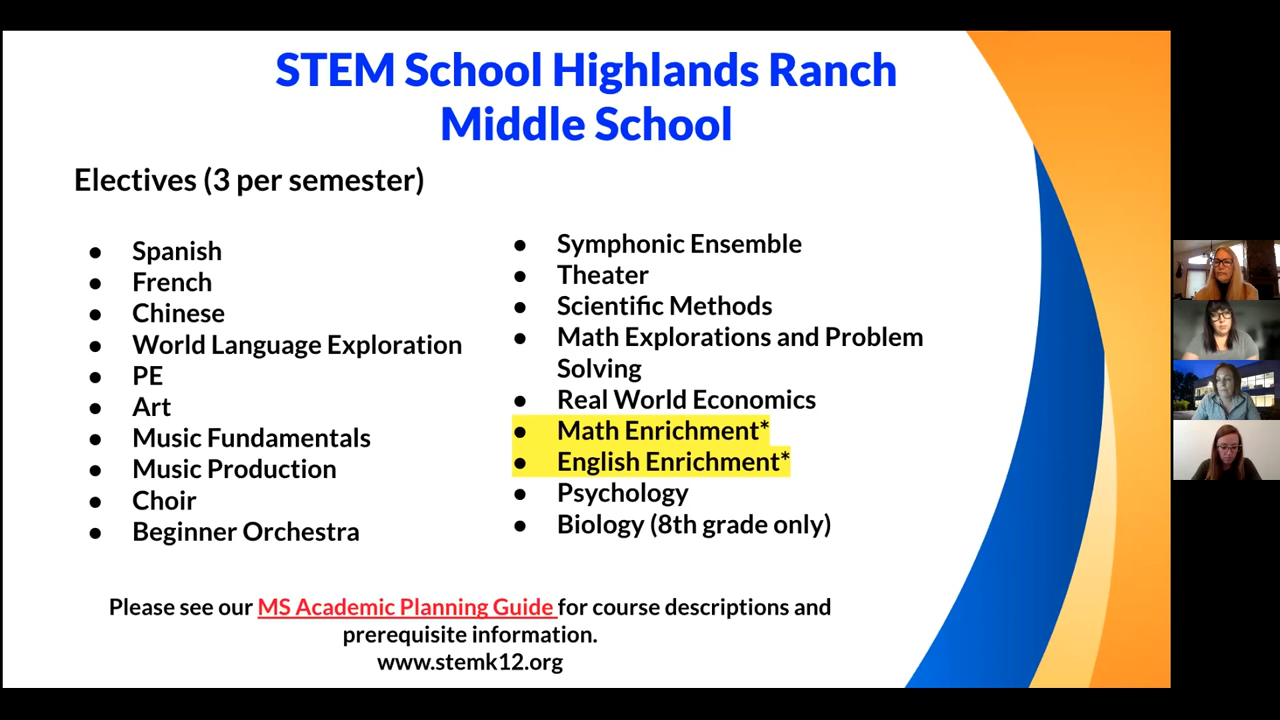 STEM School Highlands Ranch
Middle School
Electives (3 per semester)
● Spanish
● French
● Chinese
● World Language Exploration
● PE
● Art
● Music Fundamentals
● Music Production
● Choir
● Beginner Orchestra
● Symphonic Ensemble
● Theater
● Scientific Methods
● Math Explorations and Problem
Solving
● Real World Economics
● Math Enrichment*
● English Enrichment*
● Psychology
● Biology (8th grade only)
Please see our MS Academic Planning Guide for course descriptions and
prerequisite information.
www.stemk12.org